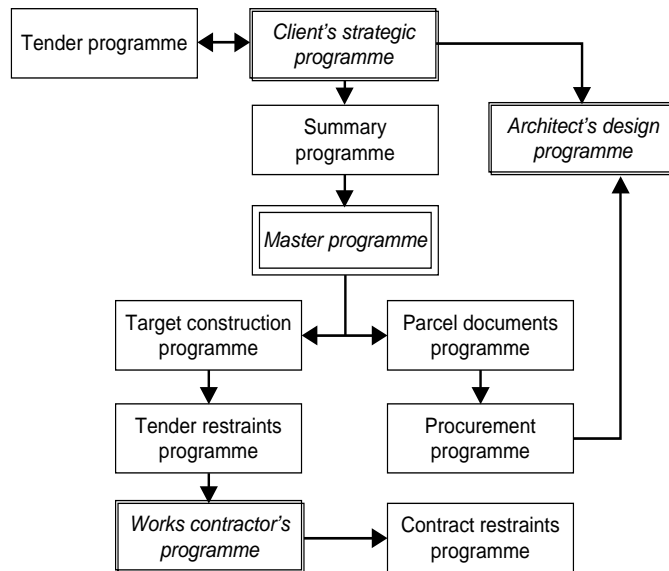 Tender programme
Client's strategic
programme
Summary
programme
Architect's design
programme
Master programme
Target construction
programme
Parcel documents
programme
Tender restraints
programme
Procurement
programme
Works contractor's
programme
Contract restraints
programme